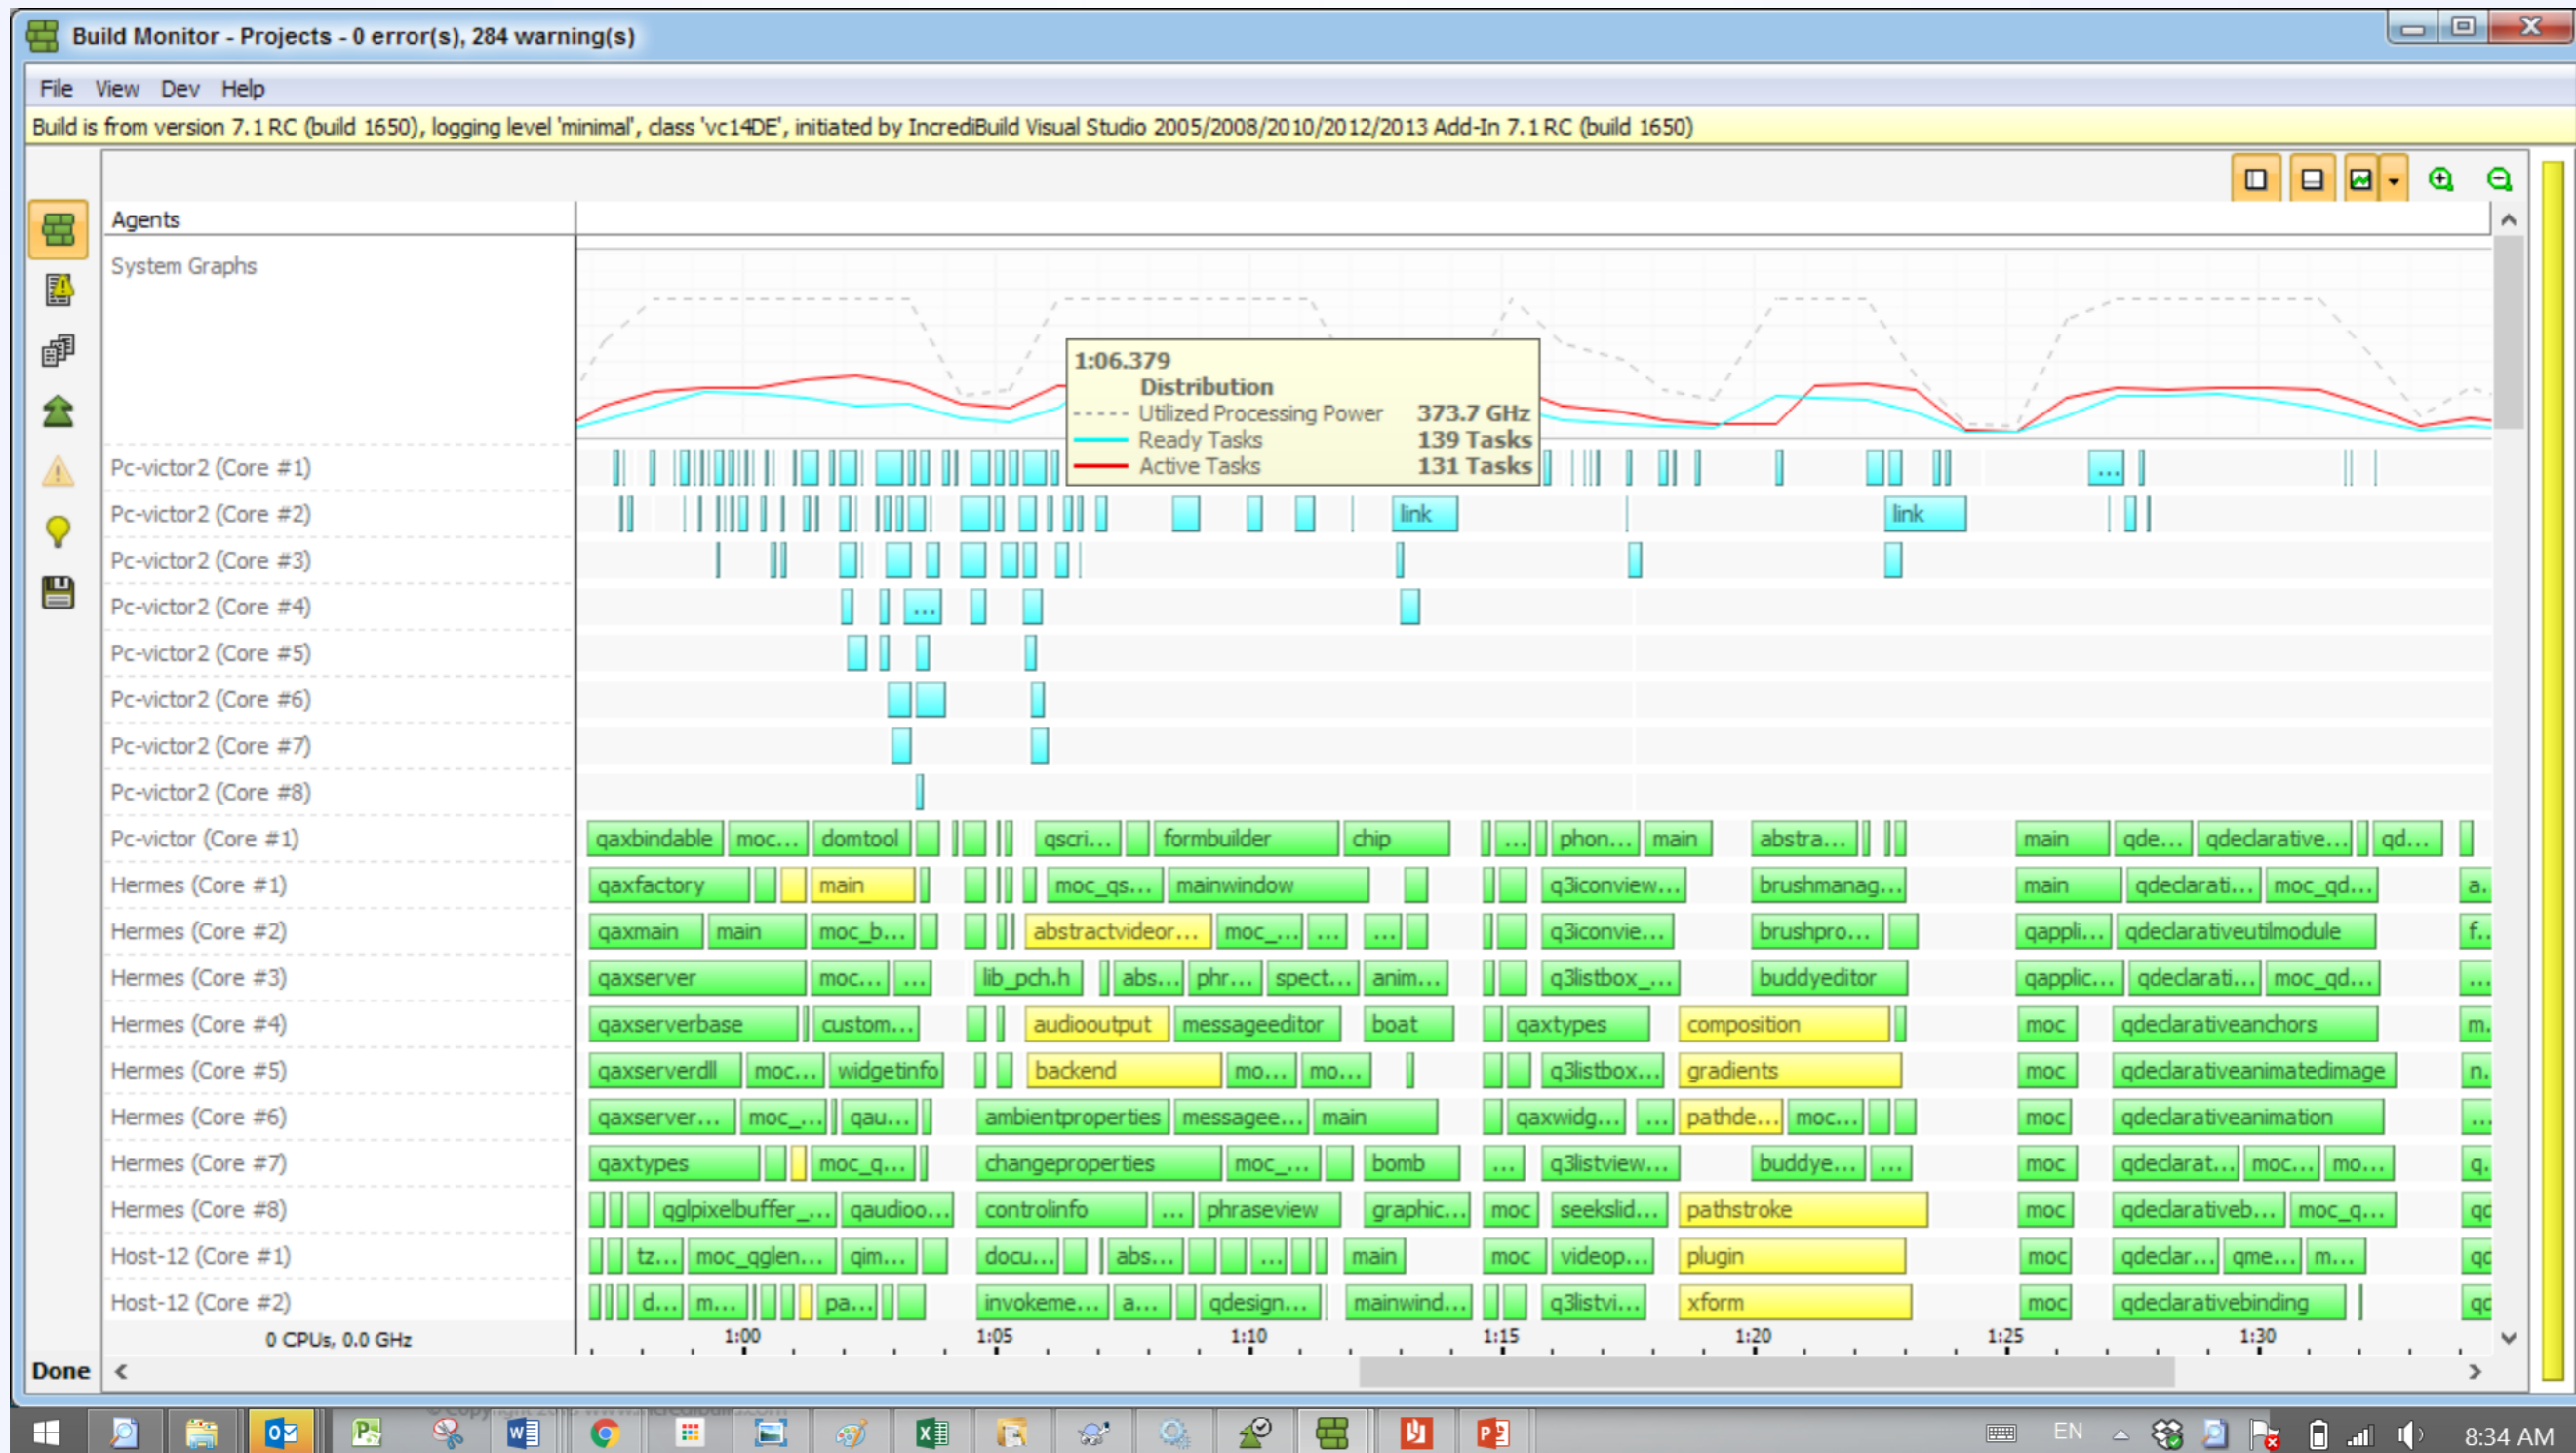 Build Monitor - Projects - 0 error(s), 284 warning(s)
File View Dev Help
Build is from version 7.1 RC (build 1650), logging level 'minimal', class 'vc14DE', initiated by IncrediBuild Visual Studio 2005/2008/2010/2012/2013 Add-In 7.1 RC (build 1650)
Agents
System Graphs
1:06.379
Distribution
Utilized Processing Power 373.7 GHz
Ready Tasks 139 Tasks
Active Tasks 131 Tasks
Pc-victor2 (Core #1) ...
Pc-victor2 (Core #2) link link
Pc-victor2 (Core #3)
Pc-victor2 (Core #4) ...
Pc-victor2 (Core #5)
Pc-victor2 (Core #6)
Pc-victor2 (Core #7)
Pc-victor2 (Core #8)
Pc-victor (Core #1) qaxbindable moc... domtool qscri... formbuilder chip ... phon... main abstra... main qde... qdeclarative... qd...
Hermes (Core #1) qaxfactory main moc_qs... mainwindow q3iconview... brushmanag... main qdeclarati... moc_qd... a.
Hermes (Core #2) qaxmain main moc_b... abstractvideor... moc_... ... ... q3iconvie... brushpro... qappli... qdeclarativeutilmodule f..
Hermes (Core #3) qaxserver moc... ... lib_pch.h abs... phr... spect... anim... q3listbox_... buddyeditor qapplic... qdeclarati... moc_qd... ...
Hermes (Core #4) qaxserverbase custom... audiooutput messageeditor boat qaxtypes composition moc qdeclarativeanchors m.
Hermes (Core #5) qaxserverdll moc... widgetinfo backend mo... mo... q3listbox... gradients moc qdeclarativeanimatedimage n.
Hermes (Core #6) qaxserver... moc_... qau... ambientproperties messagee... main qaxwidg... ... pathde... moc... moc qdeclarativeanimation ...
Hermes (Core #7) qaxtypes moc_q... changeproperties moc_... bomb ... q3listview... buddye... ... moc qdeclarat... moc... mo... q.
Hermes (Core #8) qglpixelbuffer_... qaudioo... controlinfo ... phraseview graphic... moc seekslid... pathstroke moc qdeclarativeb... moc_q... qc
Host-12 (Core #1) tz... moc_qglen... qim... docu... abs... ... main moc videop... plugin moc qdeclar... qme... m... qc
Host-12 (Core #2) d... m... pa... invokeme... a... qdesign... mainwind... q3listvi... xform moc qdeclarativebinding qc
0 CPUs, 0.0 GHz 1:00 1:05 1:10 1:15 1:20 1:25 1:30
Done
EN 8:34 AM